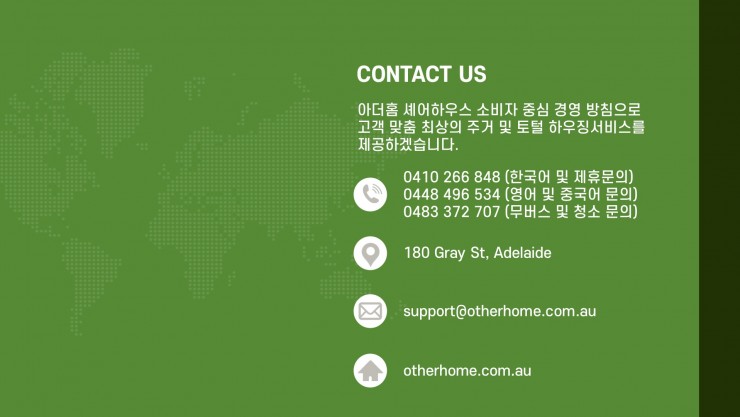 CONTACT US
아더홈 셰어하우스 소비자 중심 경영 방침으로
고객 맞춤 최상의 주거 및 토털 하우징서비스를
제공하겠습니다.
0410 266 848 (한국어 및 제휴문의)
0448 496 534 (영어 및 중국어 문의)
0483 372 707 (무버스 및 청소 문의)
180 Gray St, Adelaide
support@otherhome.com.au
otherhome.com.au